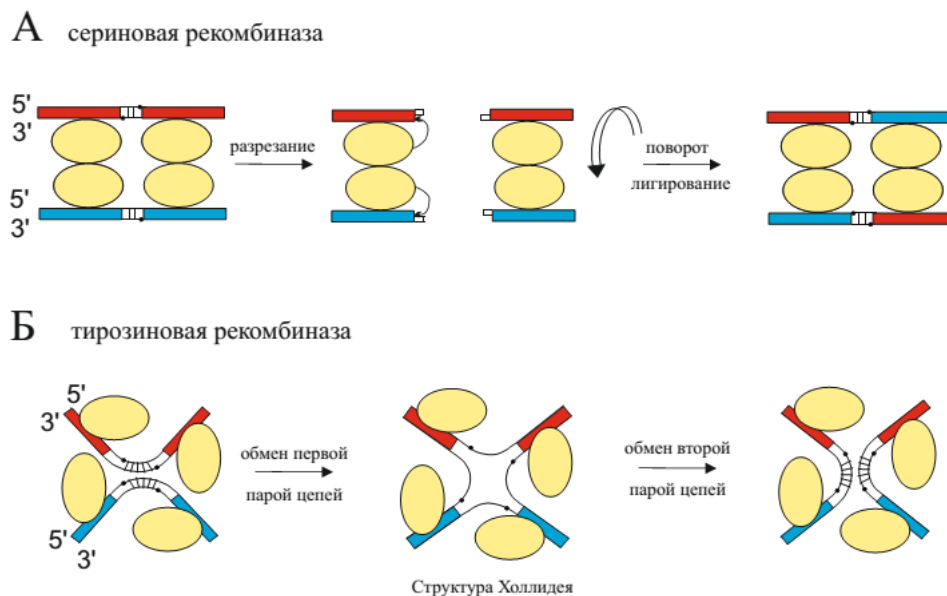 А сериновая рекомбиназа
5'
3'
5'
3'
разрезание
поворот
лигирование
Б тирозиновая рекомбиназа
5'
3'
5'
3'
обмен первой
парой цепей
обмен второй
парой цепей
Структура Холлидея